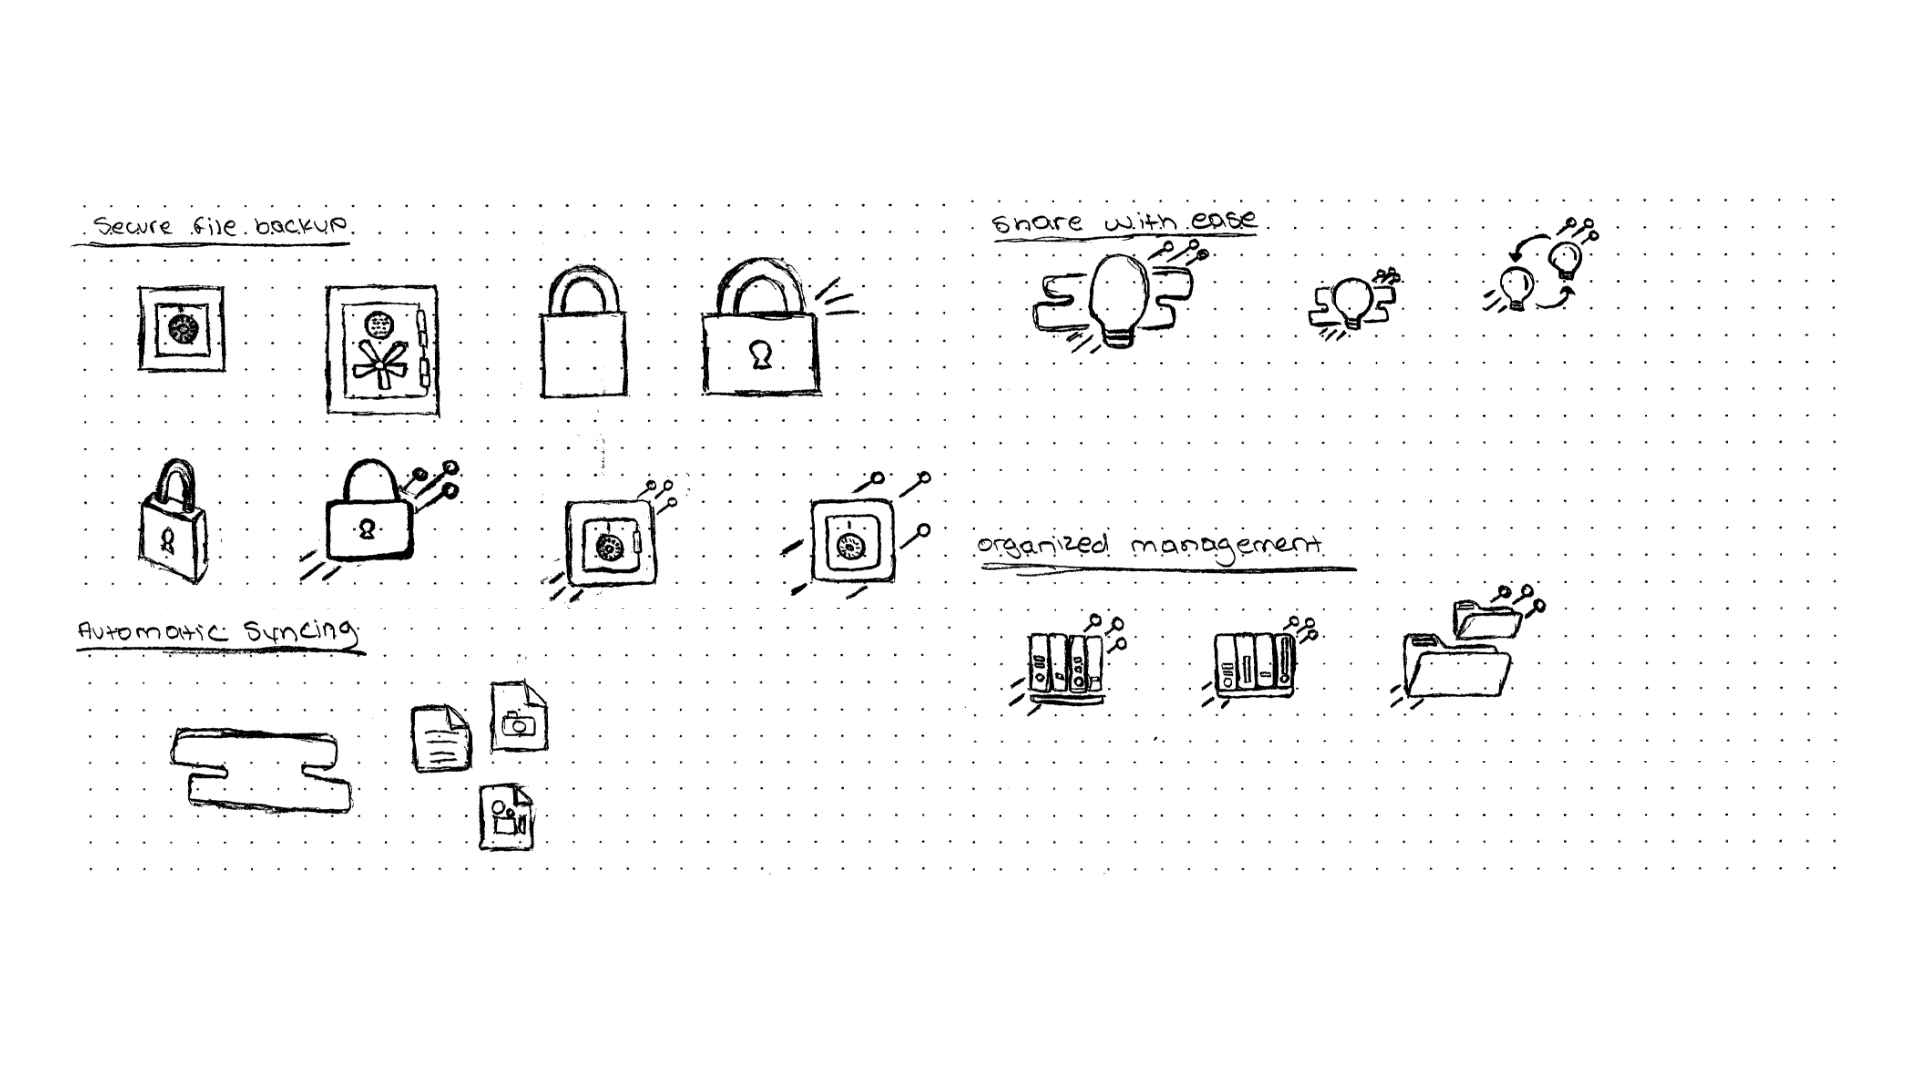 Secure file backup
Automatic Syncing
Share with ease
organized management